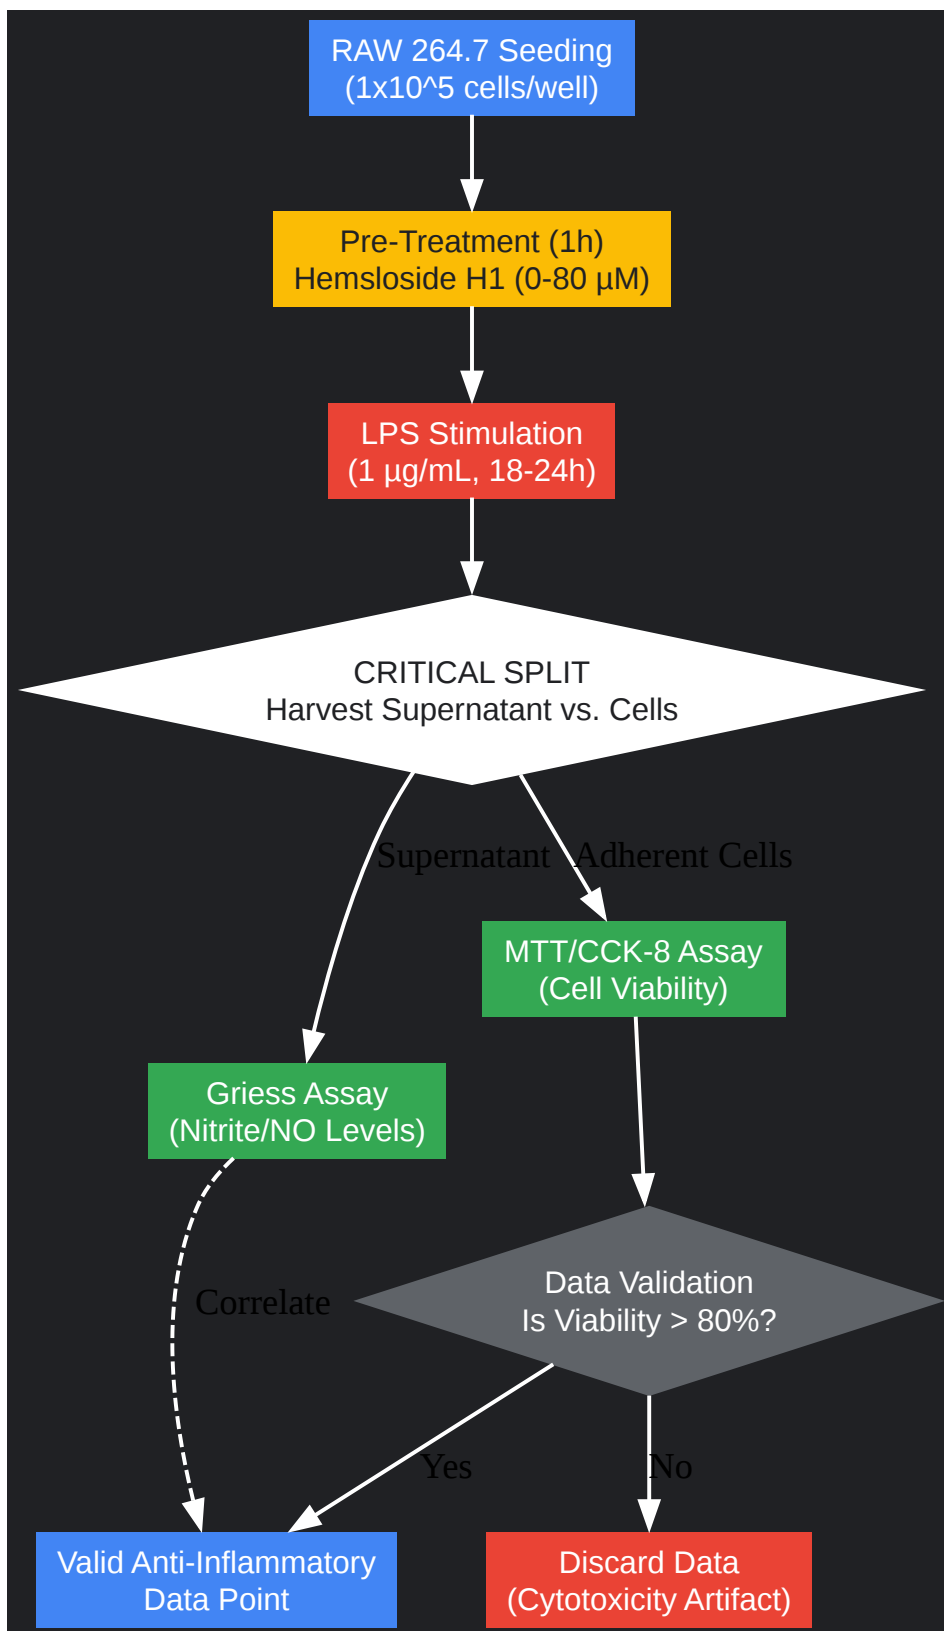 RAW 264.7 Seeding
(1x10^5 cells/well)
Pre-Treatment (1h)
Hemsloside H1 (0-80 µM)
LPS Stimulation
(1 µg/mL, 18-24h)
CRITICAL SPLIT
Harvest Supernatant vs. Cells
Supernatant
Adherent Cells
MTT/CCK-8 Assay
(Cell Viability)
Griess Assay
(Nitrite/NO Levels)
Correlate
Data Validation
Is Viability > 80%?
Yes
No
Valid Anti-Inflammatory
Data Point
Discard Data
(Cytotoxicity Artifact)